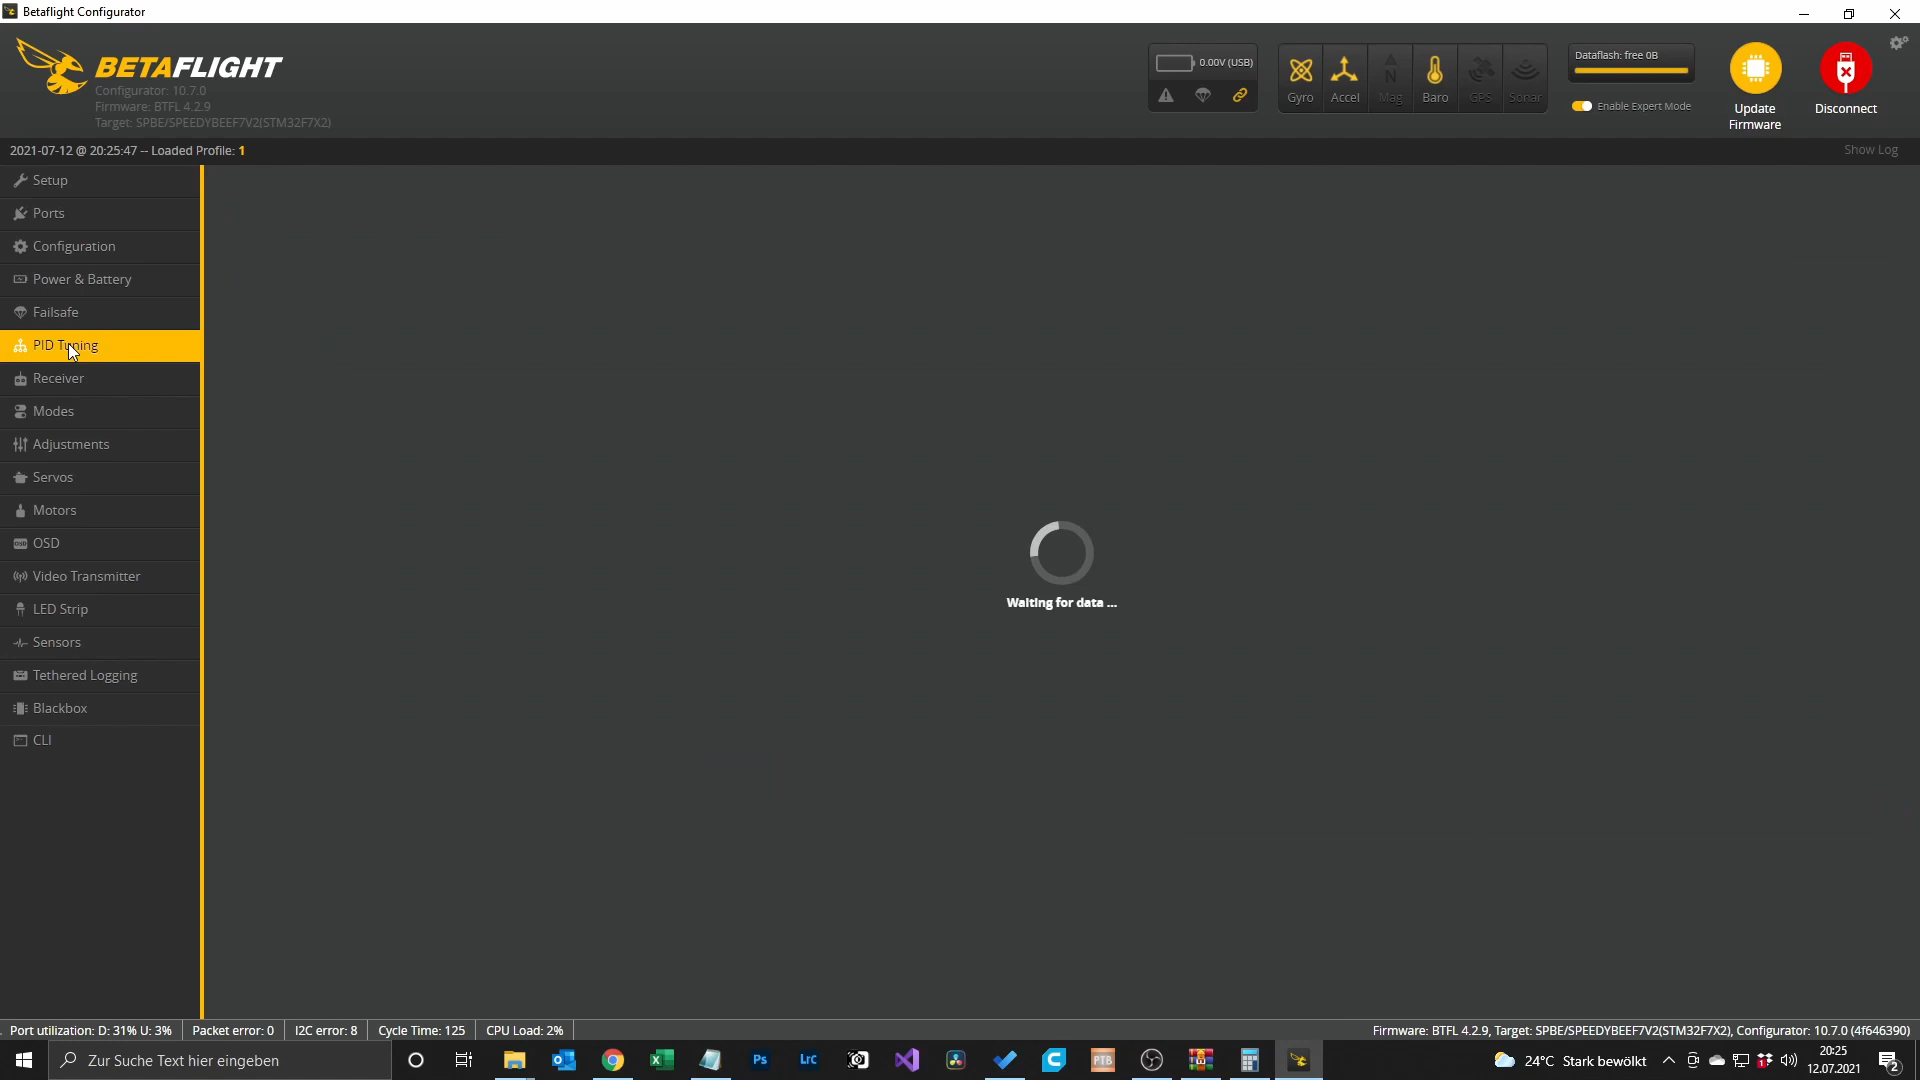 Betaflight Configurator
BETAFLIGHT
Configurator: 10.7.0
Firmware: BTFL 4.2.9
Target: SPBE/SPEEDYBEEF7V2(STM32F7X2)
0.00V (USB)
Gyro
Accel
Mag
Baro
GPS
Sonar
Dataflash: free 0B
Enable Expert Mode
Update
Firmware
Disconnect
2021-07-12 @ 20:25:47 -- Loaded Profile: 1
Show Log
Setup
Ports
Configuration
Power & Battery
Failsafe
PID Tuning
Receiver
Modes
Adjustments
Servos
Motors
OSD
Video Transmitter
LED Strip
Sensors
Tethered Logging
Blackbox
CLI
Waiting for data ...
Port utilization: D: 31% U: 3%
Packet error: 0
I2C error: 8
Cycle Time: 125
CPU Load: 2%
Firmware: BTFL 4.2.9, Target: SPBE/SPEEDYBEEF7V2(STM32F7X2), Configurator: 10.7.0 (4f646390)
Zur Suche Text hier eingeben
Ps
Lrc
PTB
24°C Stark bewölkt
20:25
12.07.2021
2